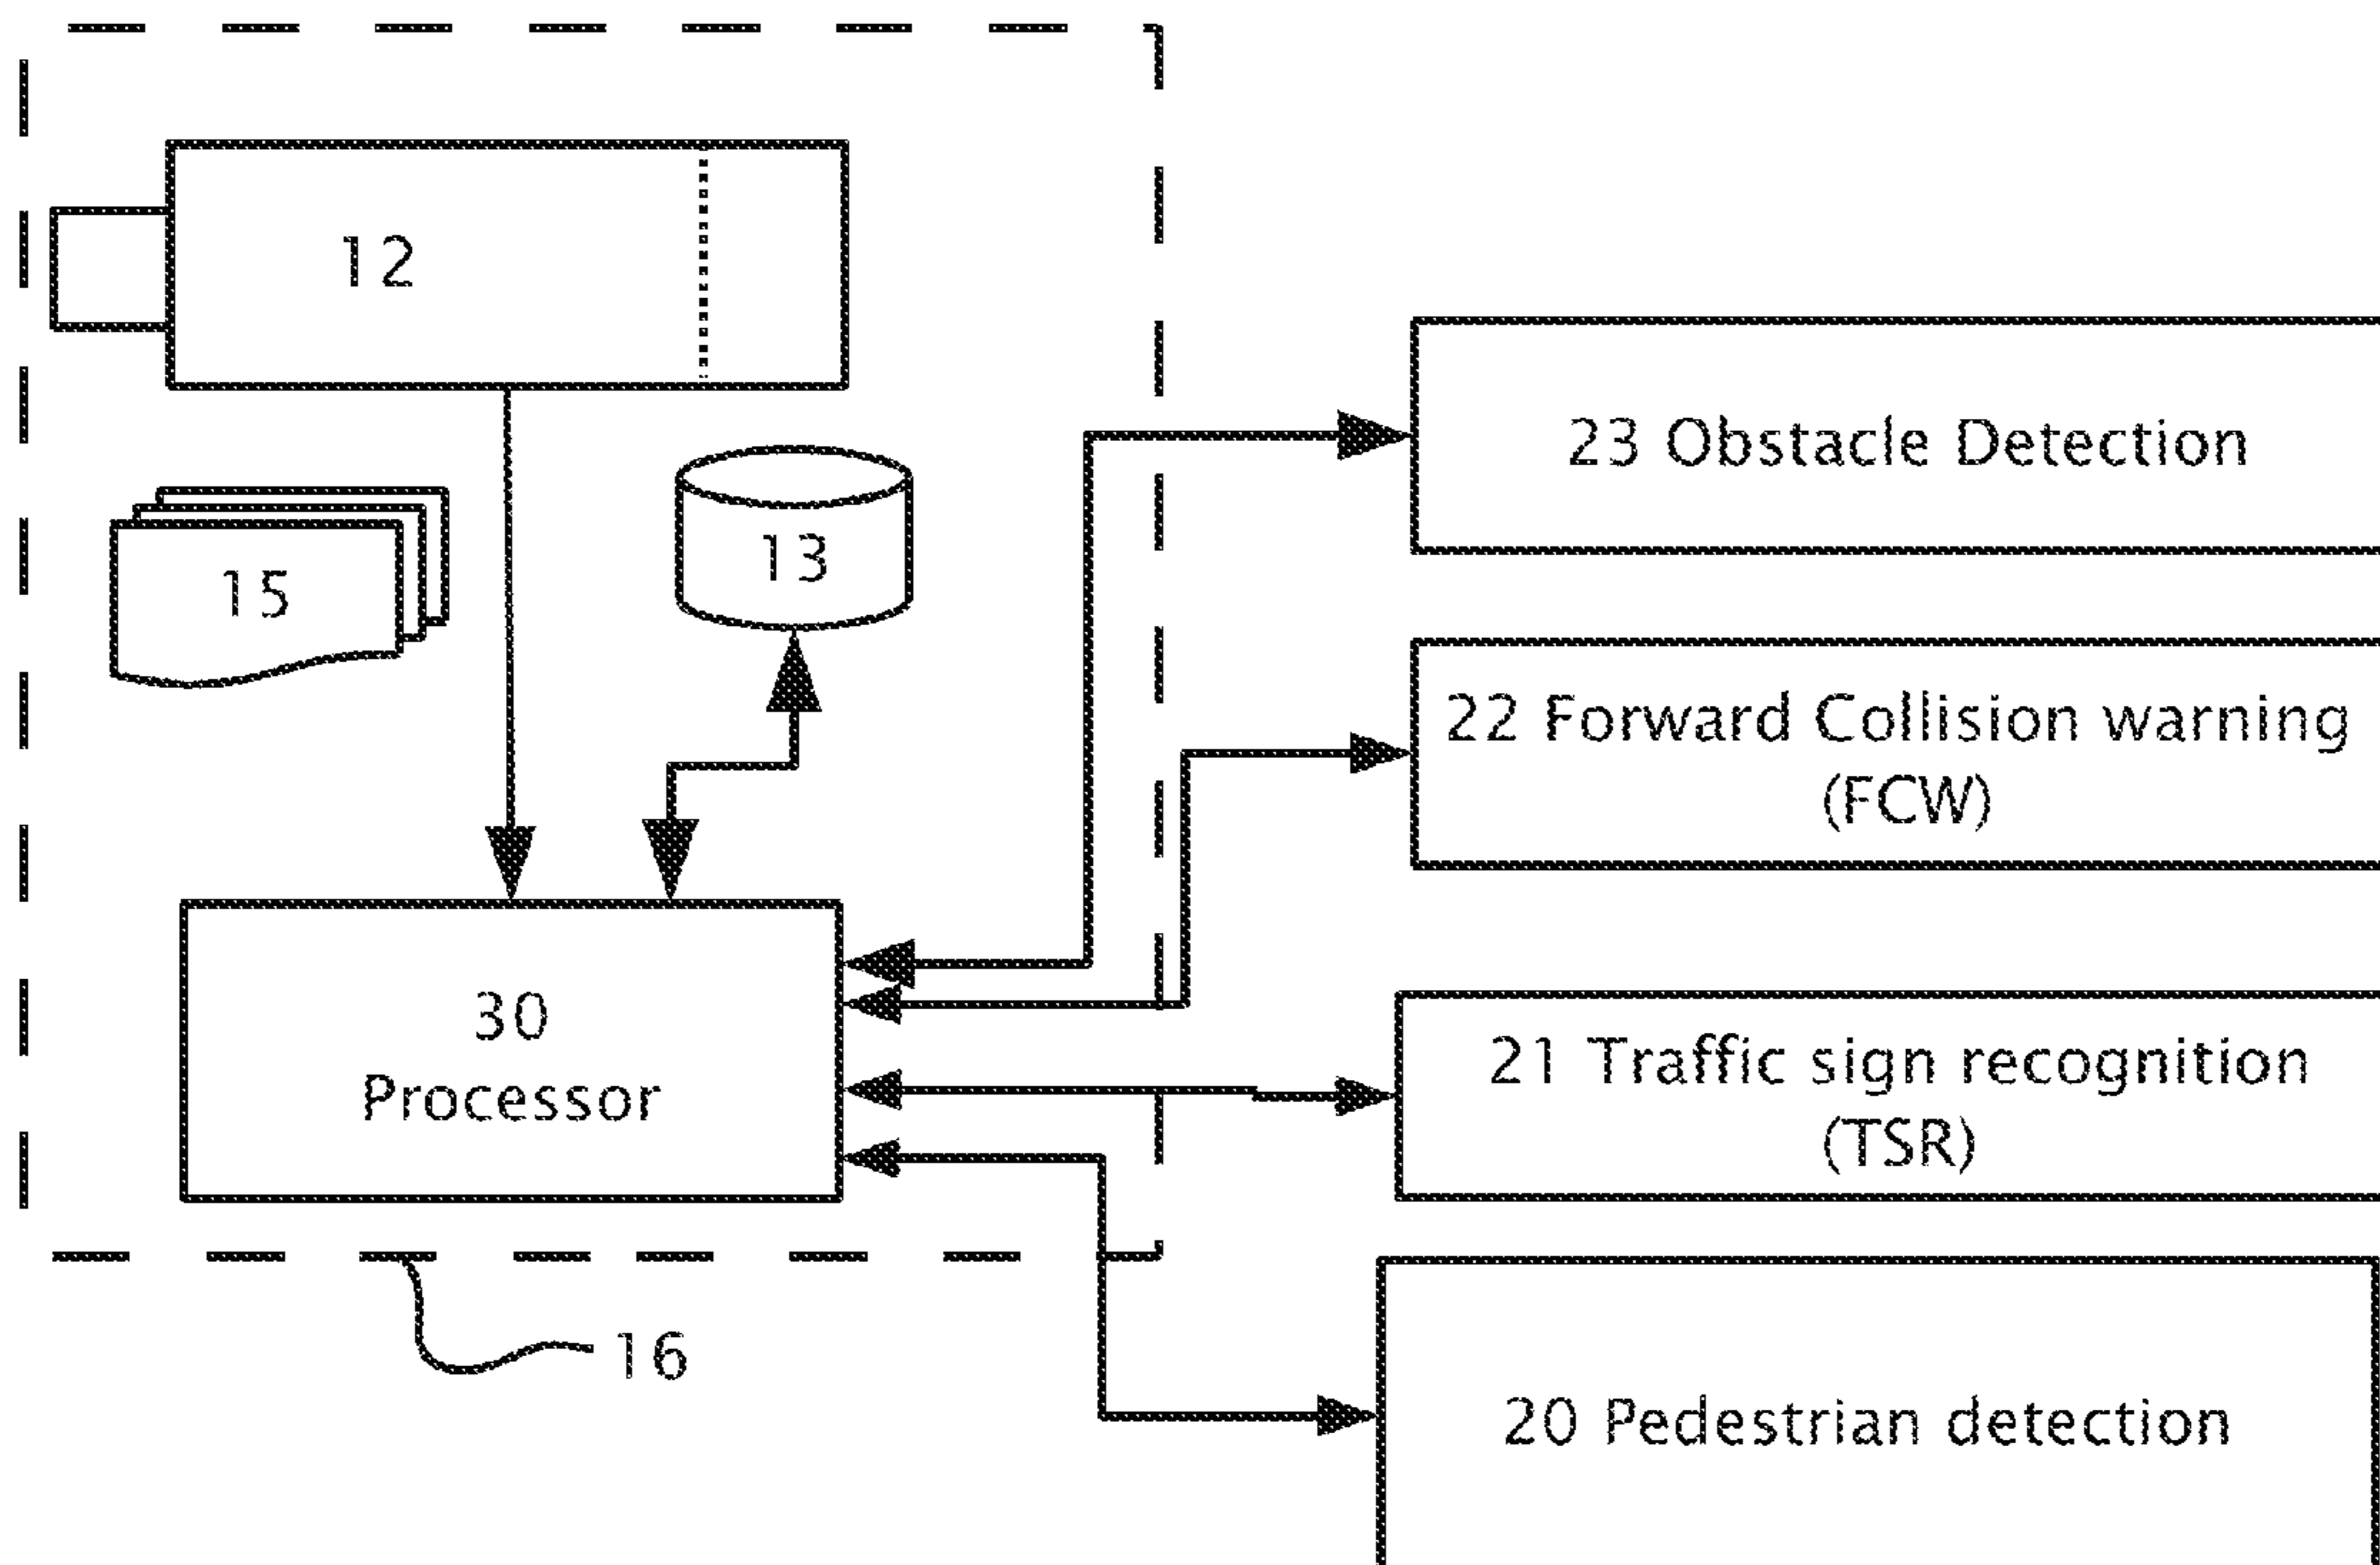 12
15
13
30
Processor
16
23 Obstacle Detection
22 Forward Collision warning
(FCW)
21 Traffic sign recognition
(TSR)
20 Pedestrian detection